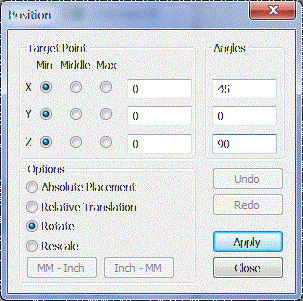 Position
Target Point
Angles
Min Middle Max
X 0 45
Y 0 0
Z 0 90
Options
Absolute Placement
Relative Translation
Rotate
Rescale
MM - Inch Inch - MM
Undo
Redo
Apply
Close